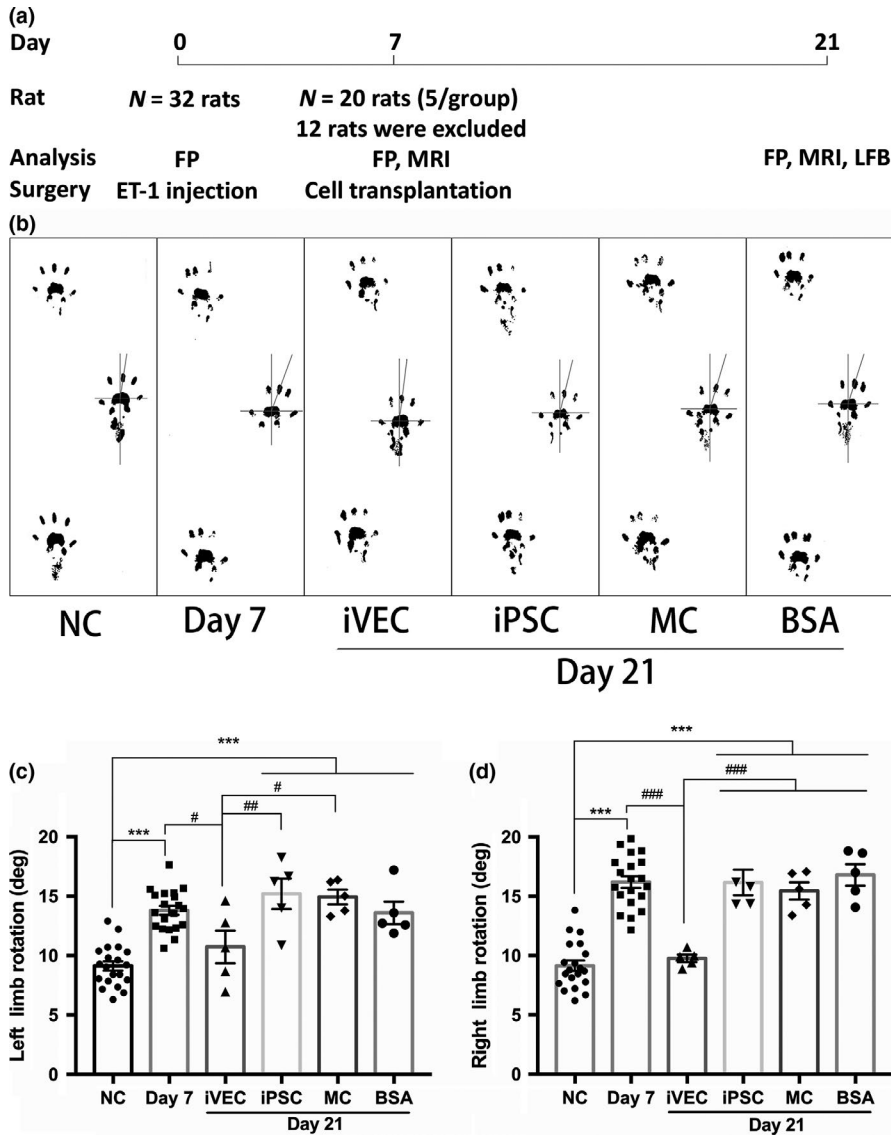 (a)
Day 0 7 21
Rat N = 32 rats N = 20 rats (5/group)
12 rats were excluded
Analysis FP FP, MRI FP, MRI, LFB
Surgery ET-1 injection Cell transplantation
(b)
NC Day 7 iVEC iPSC MC BSA
Day 21
(c)
***
#
##
***
#
Left limb rotation (deg)
20
15
10
5
0
NC Day 7 iVEC iPSC MC BSA
Day 21
(d)
***
###
###
***
Right limb rotation (deg)
20
15
10
5
0
NC Day 7 iVEC iPSC MC BSA
Day 21